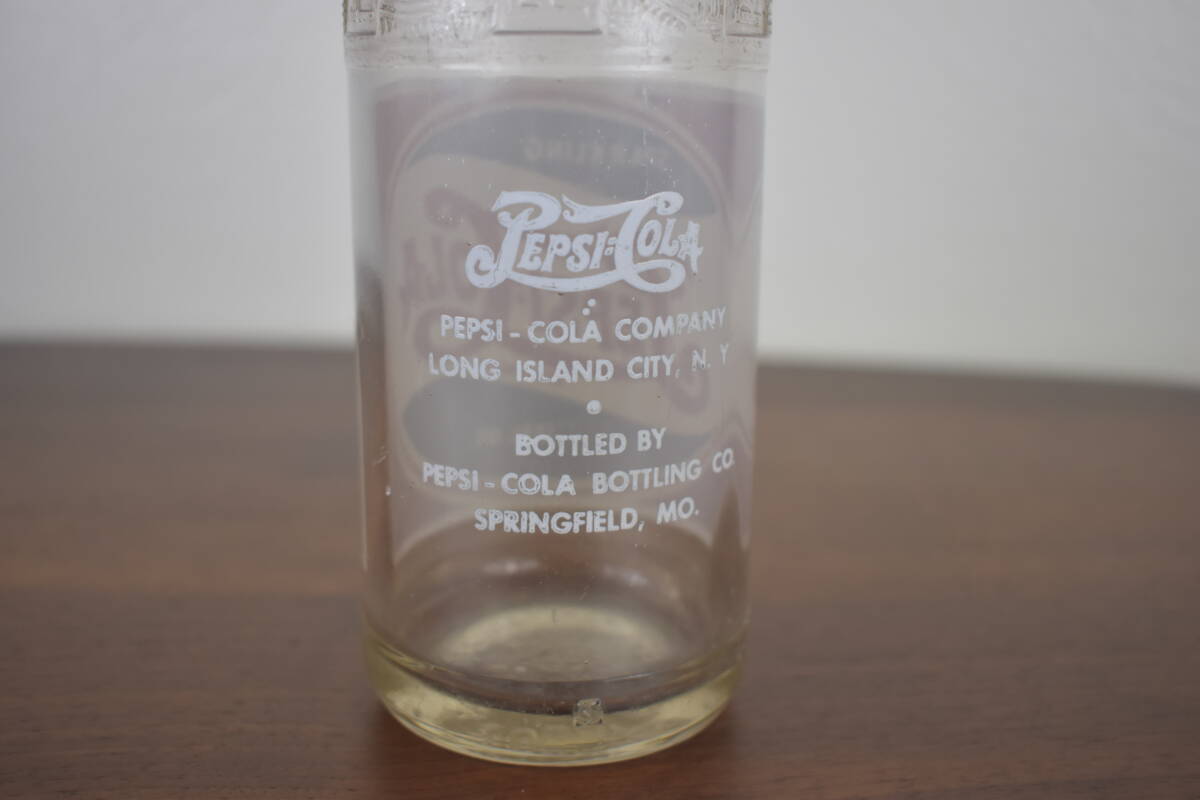 PEPSI-COLA
PEPSI-COLA COMPANY
LONG ISLAND CITY, N. Y
BOTTLED BY
PEPSI-COLA BOTTLING CO.
SPRINGFIELD, MO.